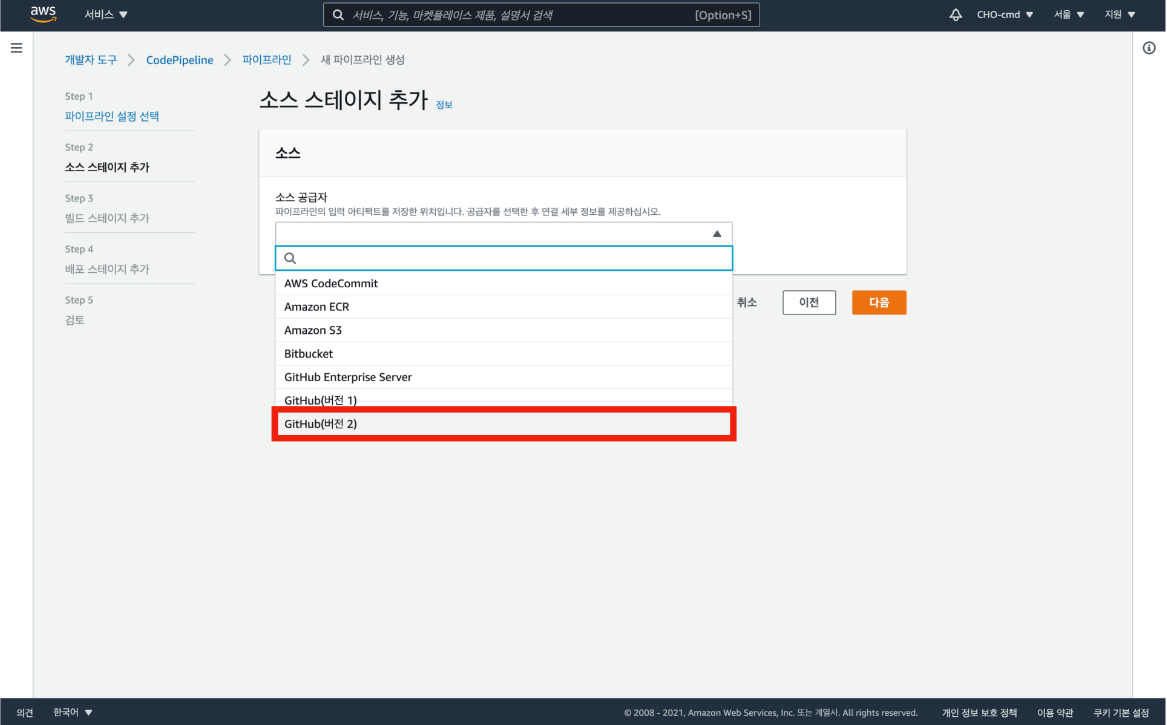 aws
서비스
서비스, 기능, 마켓플레이스 제품, 설명서 검색
[Option+S]
CHO-cmd
서울
지원
개발자 도구
CodePipeline
파이프라인
새 파이프라인 생성
Step 1
파이프라인 설정 선택
Step 2
소스 스테이지 추가
Step 3
빌드 스테이지 추가
Step 4
배포 스테이지 추가
Step 5
검토
소스 스테이지 추가 정보
소스
소스 공급자
파이프라인의 입력 아티팩트를 저장한 위치입니다. 공급자를 선택한 후 연결 세부 정보를 제공하십시오.
AWS CodeCommit
Amazon ECR
Amazon S3
Bitbucket
GitHub Enterprise Server
GitHub(버전 1)
GitHub(버전 2)
취소
이전
다음
의견
한국어
© 2008 - 2021, Amazon Web Services, Inc. 또는 계열사. All rights reserved.
개인 정보 보호 정책
이용 약관
쿠키 기본 설정